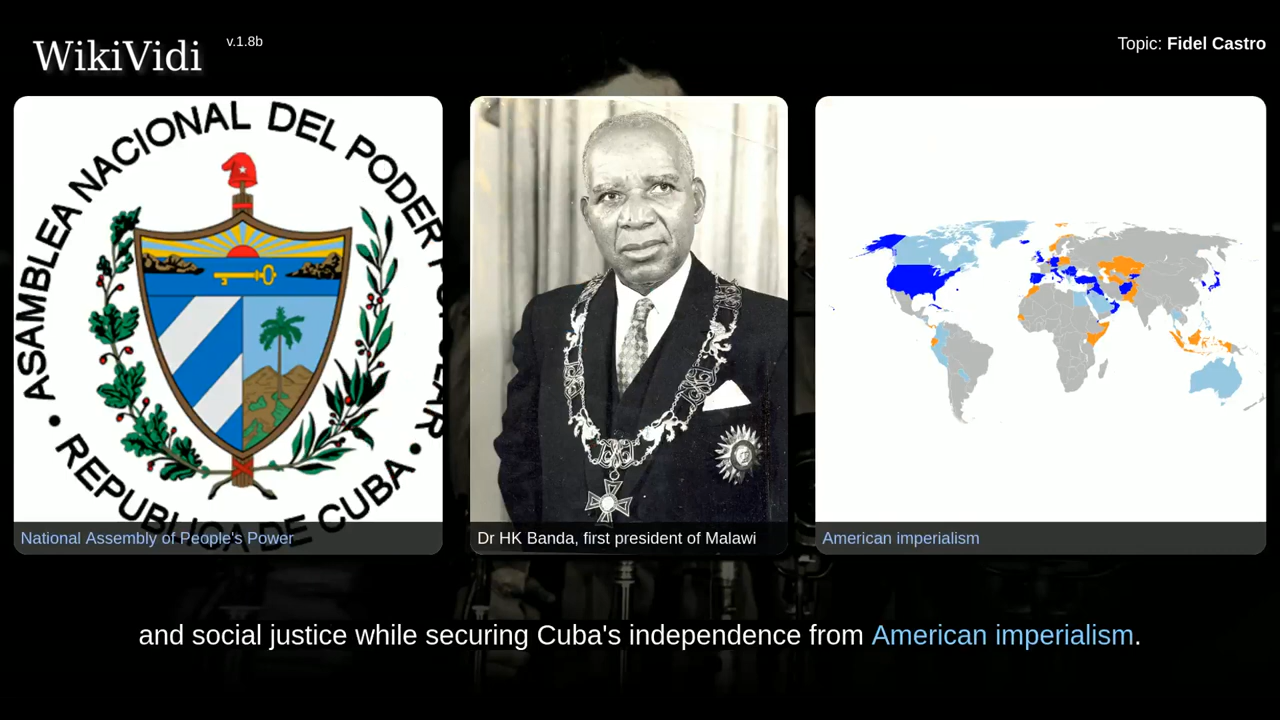 WikiVidi
v.1.8b
Topic: Fidel Castro
ASAMBLEA NACIONAL DEL PODER
• REPUBLICA DE CUBA •
National Assembly of People's Power
Dr HK Banda, first president of Malawi
American imperialism
and social justice while securing Cuba's independence from American imperialism.